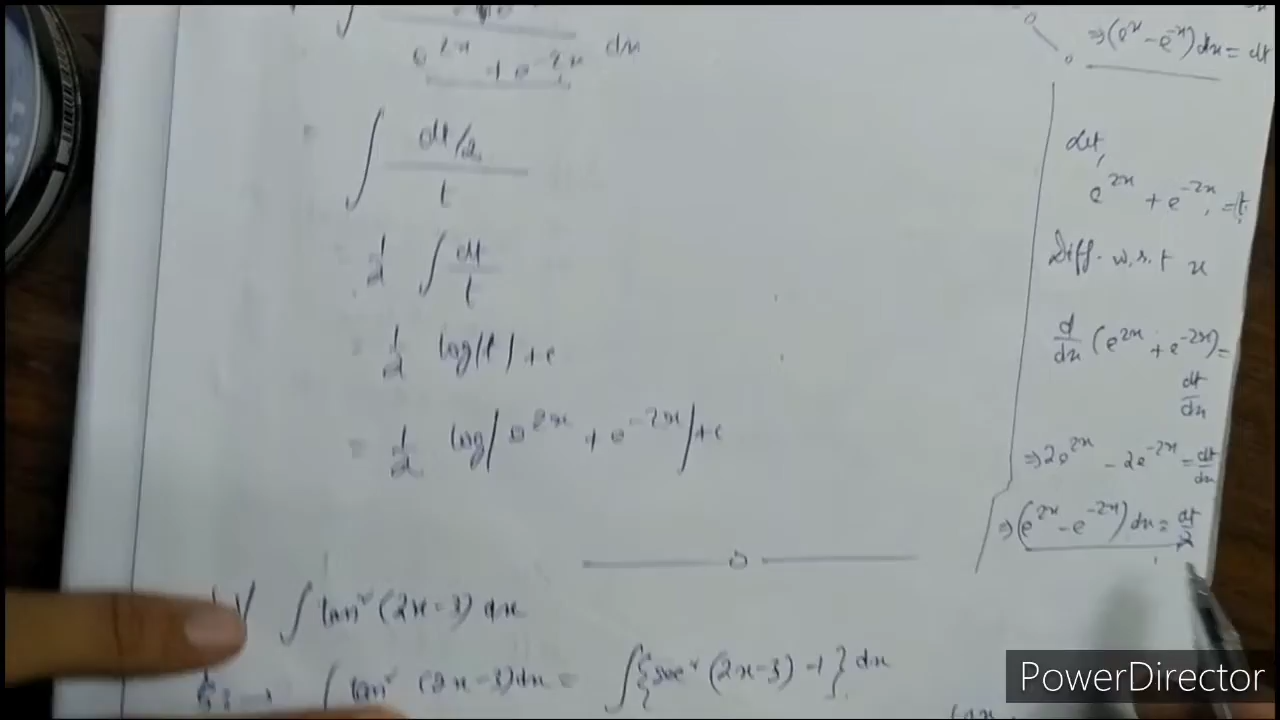 e^{2x} + e^{-2x} dx
= ∫ dt/2 / t
= 1/2 ∫ dt/t
= 1/2 log|t| + c
= 1/2 log|e^{2x} + e^{-2x}| + c
∫ tan² (2x-3) dx
∫ tan² (2x-3) dx = ∫{sec² (2x-3) -1} dx
⇒ (e^x - e^{-x}) dx = dt
Let,
e^{2x} + e^{-2x} = t
Diff. w.r.t x
d/dx (e^{2x} + e^{-2x}) =
dt/dx
⇒ 2e^{2x} - 2e^{-2x} = dt/dx
⇒ (e^{2x} - e^{-2x}) dx = dt/2
PowerDirector